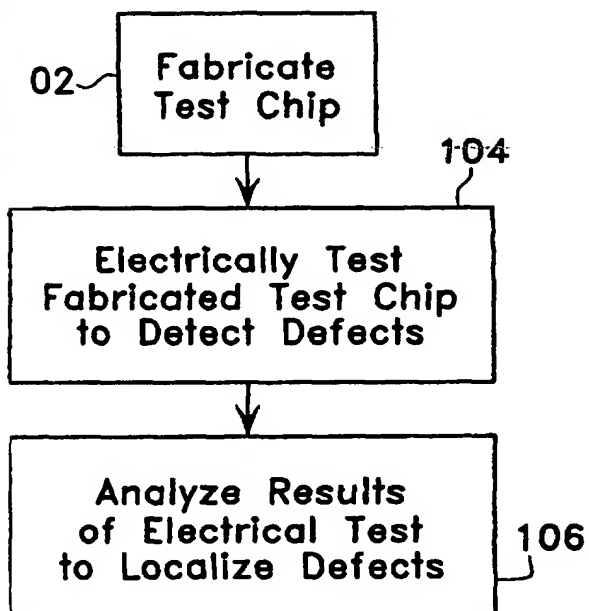 02
Fabricate
Test Chip
104
Electrically Test
Fabricated Test Chip
to Detect Defects
Analyze Results
of Electrical Test
to Localize Defects
106